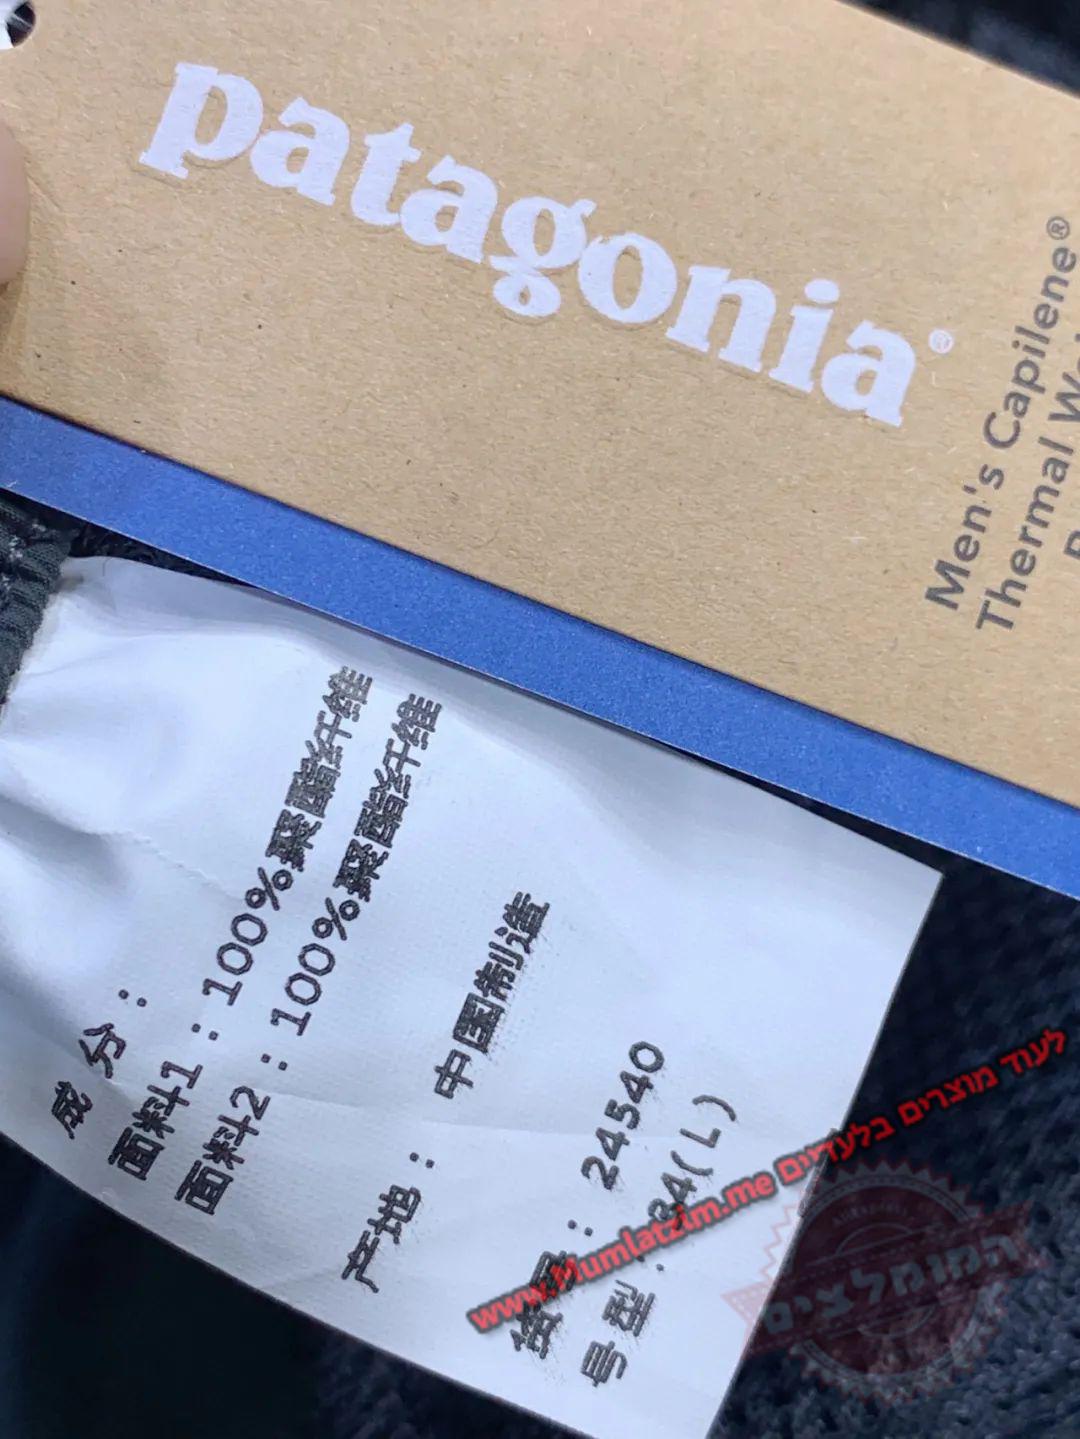 patagonia®
Men's Capilene®
Thermal
成 分：
面料1：100%聚酯纤维
面料2：100%聚酯纤维
产地： 中国制造
24540
号型：34(L)
לעוד מוצרים בלעדיים www.Mumlatzim.me
המומלצים